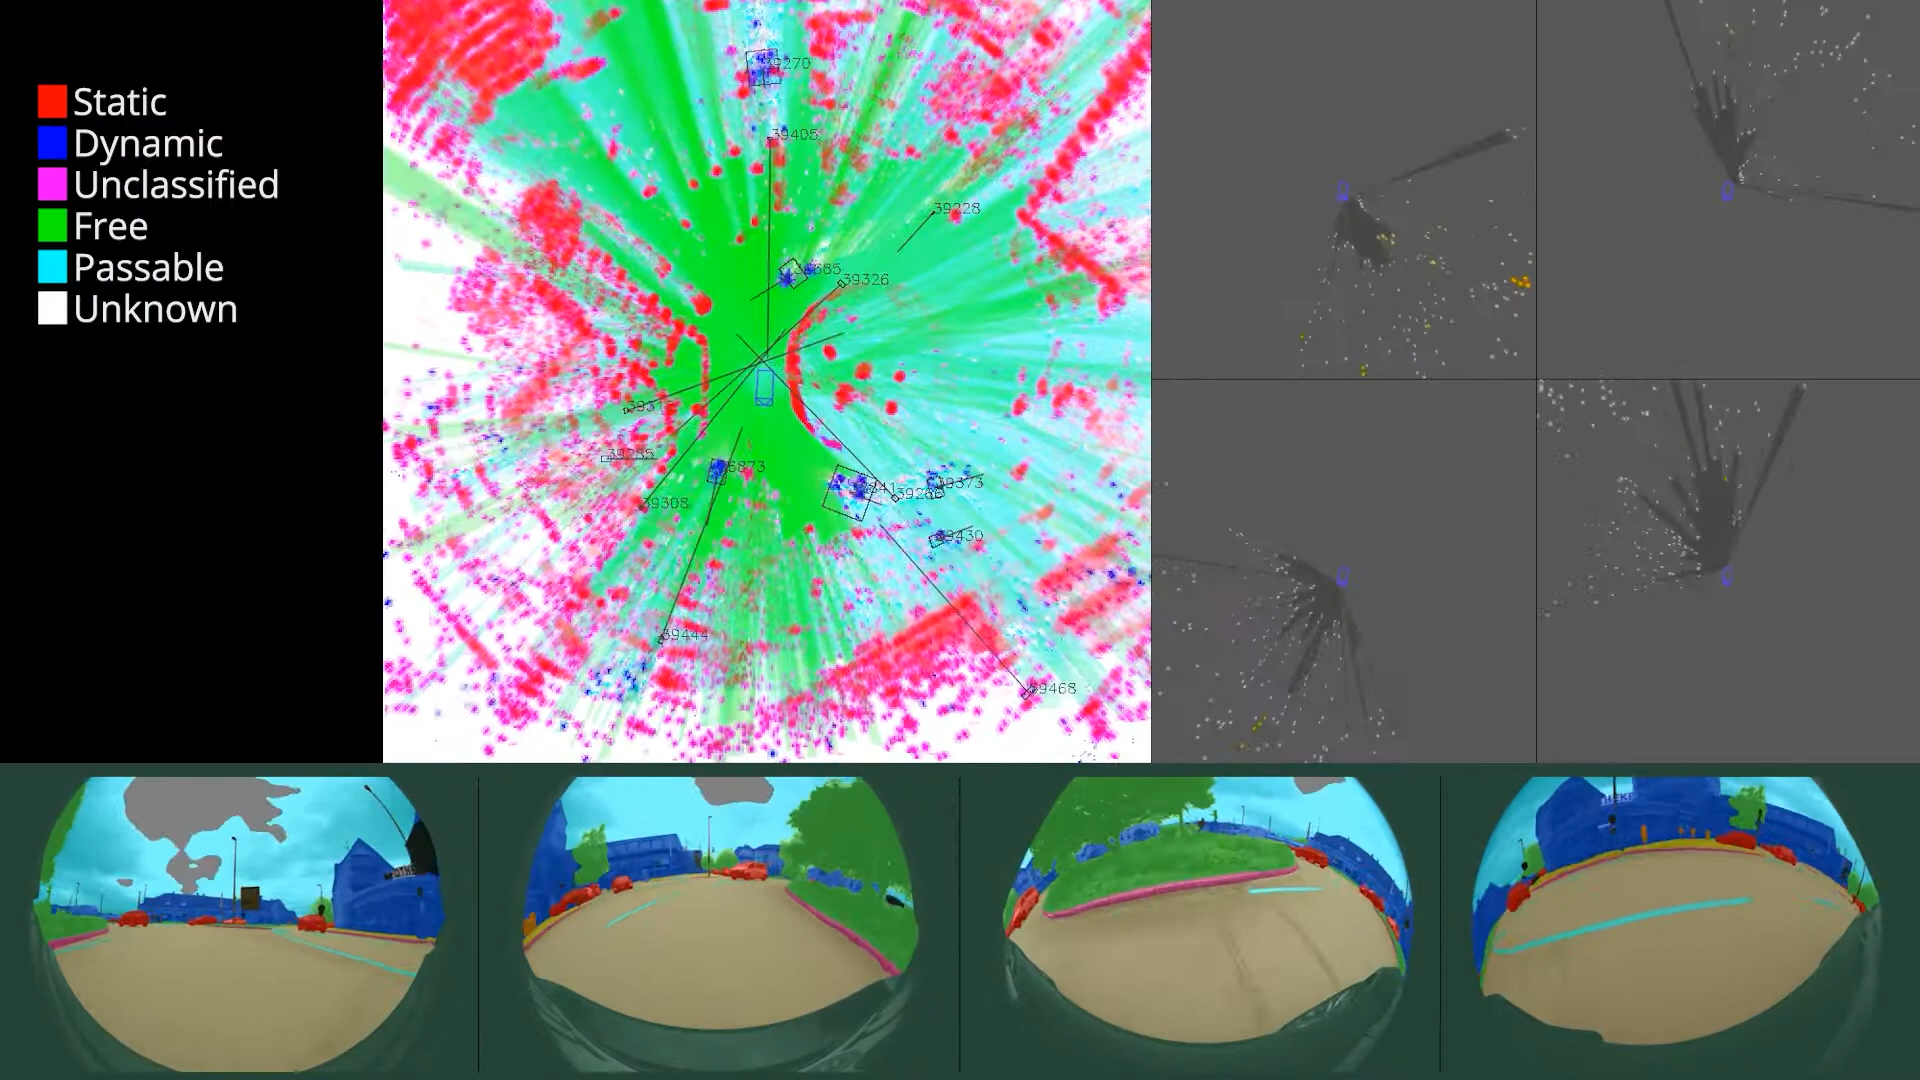 Static
Dynamic
Unclassified
Free
Passable
Unknown
39270
39405
39228
39326
39308
39373
39430
39444
39468